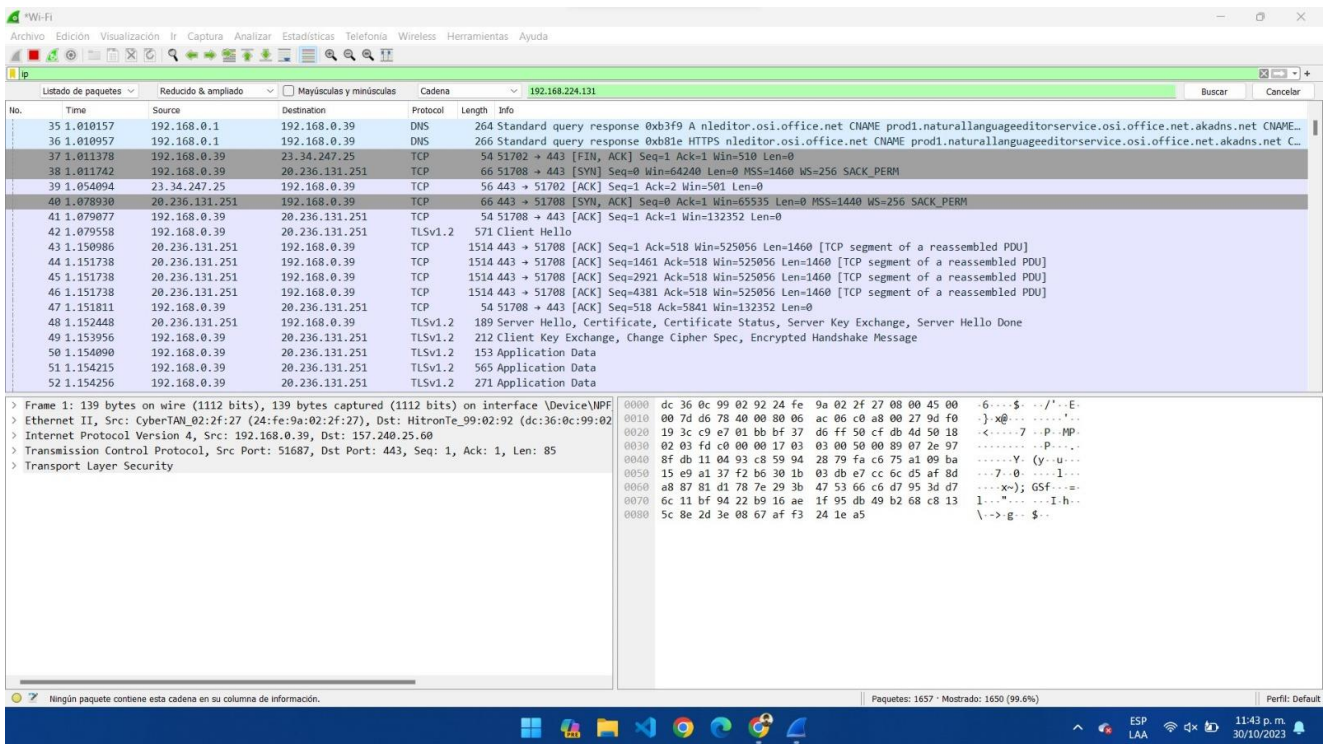 *Wi-Fi
Archivo Edición Visualización Ir Captura Analizar Estadísticas Telefonía Wireless Herramientas Ayuda
ip
Listado de paquetes Reducido & ampliado Mayúsculas y minúsculas Cadena 192.168.224.131 Buscar Cancelar
No. Time Source Destination Protocol Length Info
35 1.010157 192.168.0.1 192.168.0.39 DNS 264 Standard query response 0xb3f9 A nleditor.osi.office.net CNAME prod1.naturallanguageeditorservice.osi.office.net.akadns.net CNAME…
36 1.010957 192.168.0.1 192.168.0.39 DNS 266 Standard query response 0xb81e HTTPS nleditor.osi.office.net CNAME prod1.naturallanguageeditorservice.osi.office.net.akadns.net C…
37 1.011378 192.168.0.39 23.34.247.25 TCP 54 51702 → 443 [FIN, ACK] Seq=1 Ack=1 Win=510 Len=0
38 1.011742 192.168.0.39 20.236.131.251 TCP 66 51708 → 443 [SYN] Seq=0 Win=64240 Len=0 MSS=1460 WS=256 SACK_PERM
39 1.054094 23.34.247.25 192.168.0.39 TCP 56 443 → 51702 [ACK] Seq=1 Ack=2 Win=501 Len=0
40 1.078930 20.236.131.251 192.168.0.39 TCP 66 443 → 51708 [SYN, ACK] Seq=0 Ack=1 Win=65535 Len=0 MSS=1440 WS=256 SACK_PERM
41 1.079077 192.168.0.39 20.236.131.251 TCP 54 51708 → 443 [ACK] Seq=1 Ack=1 Win=132352 Len=0
42 1.079558 192.168.0.39 20.236.131.251 TLSv1.2 571 Client Hello
43 1.150986 20.236.131.251 192.168.0.39 TCP 1514 443 → 51708 [ACK] Seq=1 Ack=518 Win=525056 Len=1460 [TCP segment of a reassembled PDU]
44 1.151738 20.236.131.251 192.168.0.39 TCP 1514 443 → 51708 [ACK] Seq=1461 Ack=518 Win=525056 Len=1460 [TCP segment of a reassembled PDU]
45 1.151738 20.236.131.251 192.168.0.39 TCP 1514 443 → 51708 [ACK] Seq=2921 Ack=518 Win=525056 Len=1460 [TCP segment of a reassembled PDU]
46 1.151738 20.236.131.251 192.168.0.39 TCP 1514 443 → 51708 [ACK] Seq=4381 Ack=518 Win=525056 Len=1460 [TCP segment of a reassembled PDU]
47 1.151811 192.168.0.39 20.236.131.251 TCP 54 51708 → 443 [ACK] Seq=518 Ack=5841 Win=132352 Len=0
48 1.152448 20.236.131.251 192.168.0.39 TLSv1.2 189 Server Hello, Certificate, Certificate Status, Server Key Exchange, Server Hello Done
49 1.153956 192.168.0.39 20.236.131.251 TLSv1.2 212 Client Key Exchange, Change Cipher Spec, Encrypted Handshake Message
50 1.154090 192.168.0.39 20.236.131.251 TLSv1.2 153 Application Data
51 1.154215 192.168.0.39 20.236.131.251 TLSv1.2 565 Application Data
52 1.154256 192.168.0.39 20.236.131.251 TLSv1.2 271 Application Data
> Frame 1: 139 bytes on wire (1112 bits), 139 bytes captured (1112 bits) on interface \Device\NPF
> Ethernet II, Src: CyberTAN_02:2f:27 (24:fe:9a:02:2f:27), Dst: HitronTe_99:02:92 (dc:36:0c:99:02
> Internet Protocol Version 4, Src: 192.168.0.39, Dst: 157.240.25.60
> Transmission Control Protocol, Src Port: 51687, Dst Port: 443, Seq: 1, Ack: 1, Len: 85
> Transport Layer Security
0000 dc 36 0c 99 02 92 24 fe 9a 02 2f 27 08 00 45 00 ·6····$· ··/'··E·
0010 00 7d d6 78 40 00 80 06 ac 06 c0 a8 00 27 9d f0 ·}·x@··· ·····'··
0020 19 3c c9 e7 01 bb bf 37 d6 ff 50 cf db 4d 50 18 ·<·····7 ··P··MP·
0030 02 03 fd c0 00 00 17 03 03 00 50 00 89 07 2e 97 ········ ··P···.·
0040 8f db 11 04 93 c8 59 94 28 79 fa c6 75 a1 09 ba ······Y· (y··u···
0050 15 e9 a1 37 f2 b6 30 1b 03 db e7 cc 6c d5 af 8d ···7··0· ····l···
0060 a8 87 81 d1 78 7e 29 3b 47 53 66 c6 d7 95 3d d7 ····x~); GSf···=·
0070 6c 11 bf 94 22 b9 16 ae 1f 95 db 49 b2 68 c8 13 l···"··· ···I·h··
0080 5c 8e 2d 3e 08 67 af f3 24 1e a5 \·->·g·· $··
Ningún paquete contiene esta cadena en su columna de información. Paquetes: 1657 · Mostrado: 1650 (99.6%) Perfil: Default
ESP
LAA
11:43 p. m.
30/10/2023